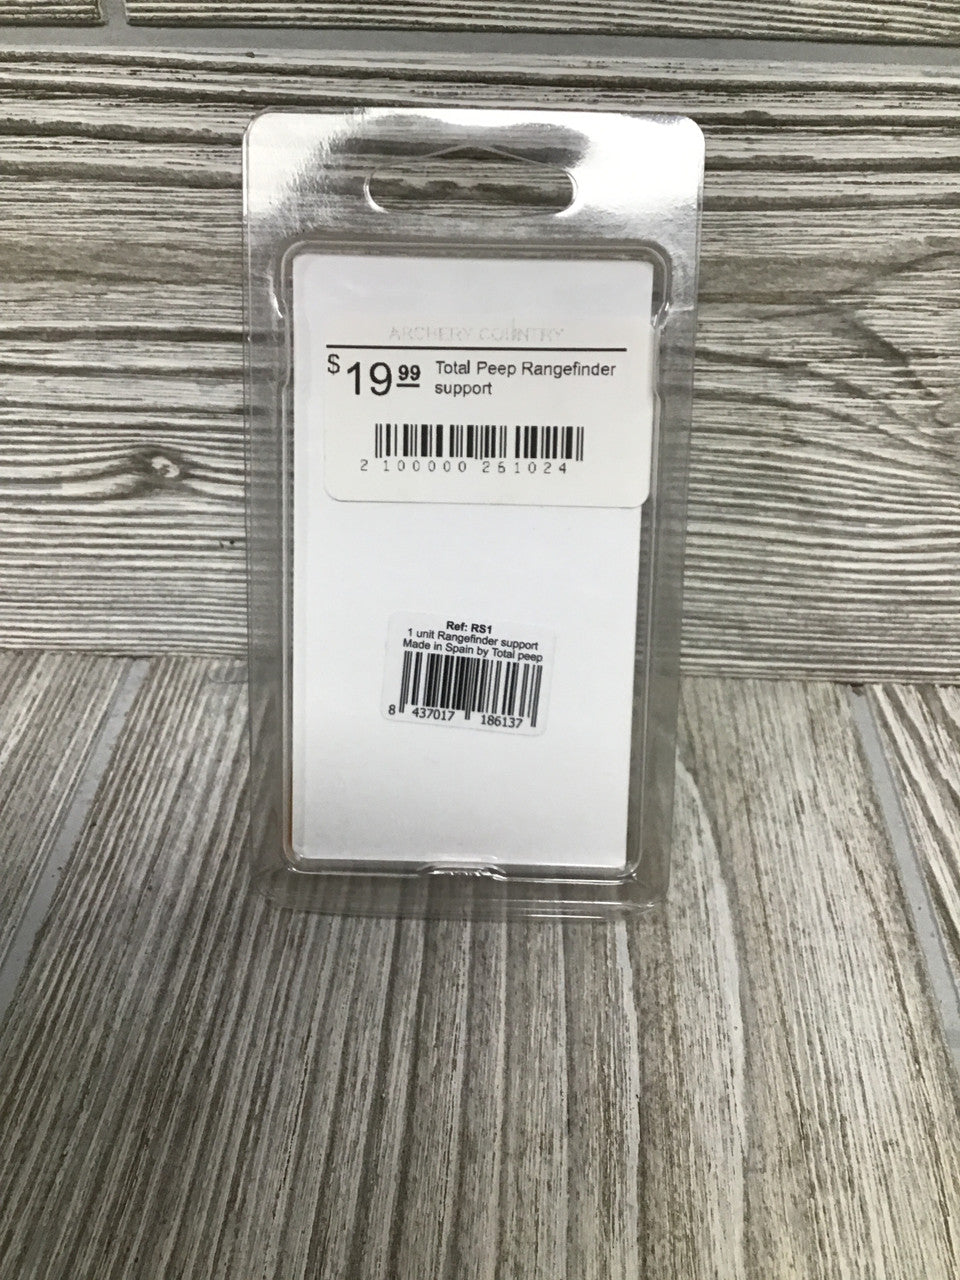 ARCHERY COUNTRY
$19.99 Total Peep Rangefinder
support
2 100000 261024
Ref: RS1
1 unit Rangefinder support
Made in Spain by Total peep
8 437017 186137